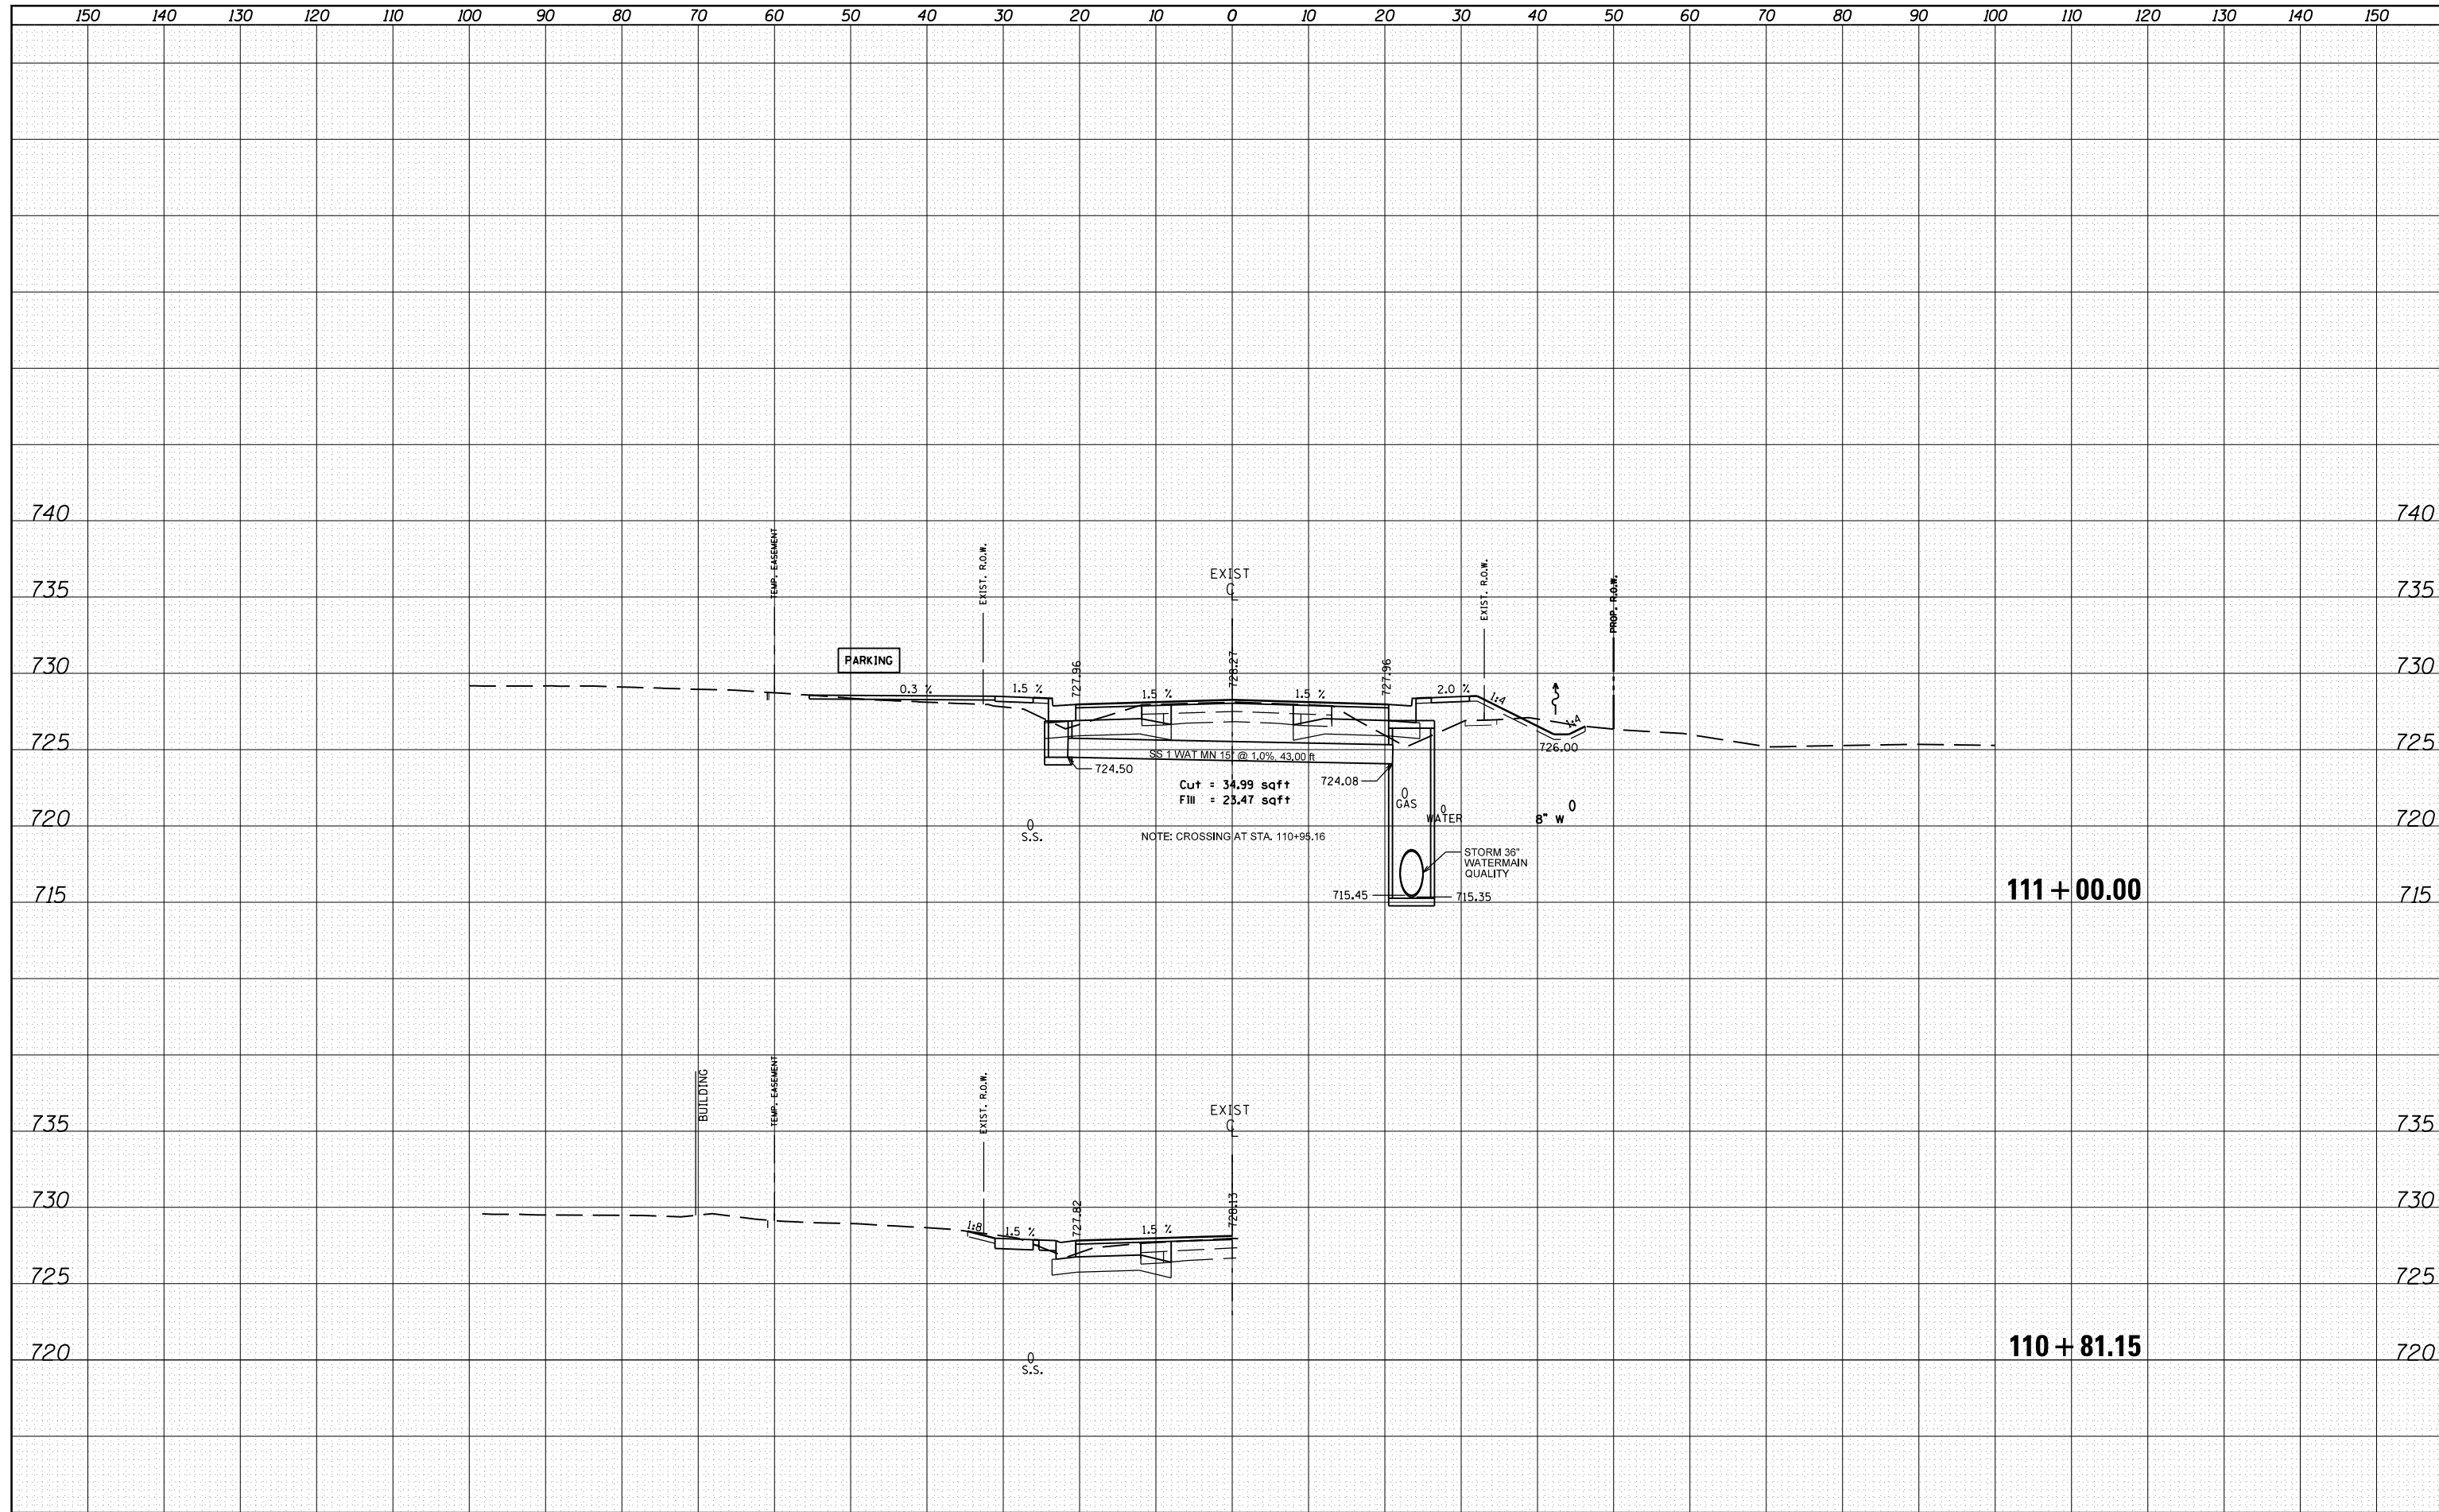 150 140 130 120 110 100 90 80 70 60 50 40 30 20 10 0 10 20 30 40 50 60 70 80 90 100 110 120 130 140 150
740 740
TEMP. EASEMENT
EXIST. R.O.W.
EXIST
CL
EXIST. R.O.W.
PROP. R.O.W.
735 735
730 730
PARKING
0.3 %
1.5 %
727.96
1.5 %
728.27
1.5 %
727.96
2.0 %
1:4
1:4
725 725
726.00
SS 1 WAT MN 15" @ 1.0%, 43.00 ft
724.50
724.08
Cut = 34.99 sqft
Fill = 23.47 sqft
GAS
WATER
8" W
720 720
S.S.
NOTE: CROSSING AT STA. 110+95.16
STORM 36"
WATERMAIN
QUALITY
715.45
715.35
715 715
111+00.00
BUILDING
TEMP. EASEMENT
EXIST. R.O.W.
EXIST
CL
735 735
730 730
1:8
1.5 %
727.82
1.5 %
728.13
725 725
720 720
S.S.
110+81.15